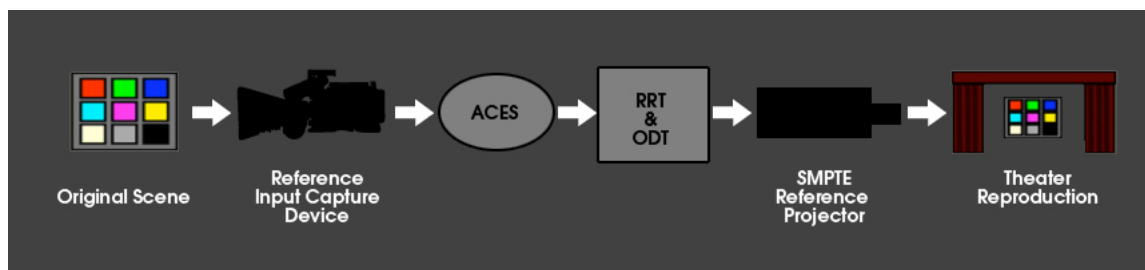 ACES
RRT
&
ODT
Original Scene
Reference
Input Capture
Device
SMPTE
Reference
Projector
Theater
Reproduction